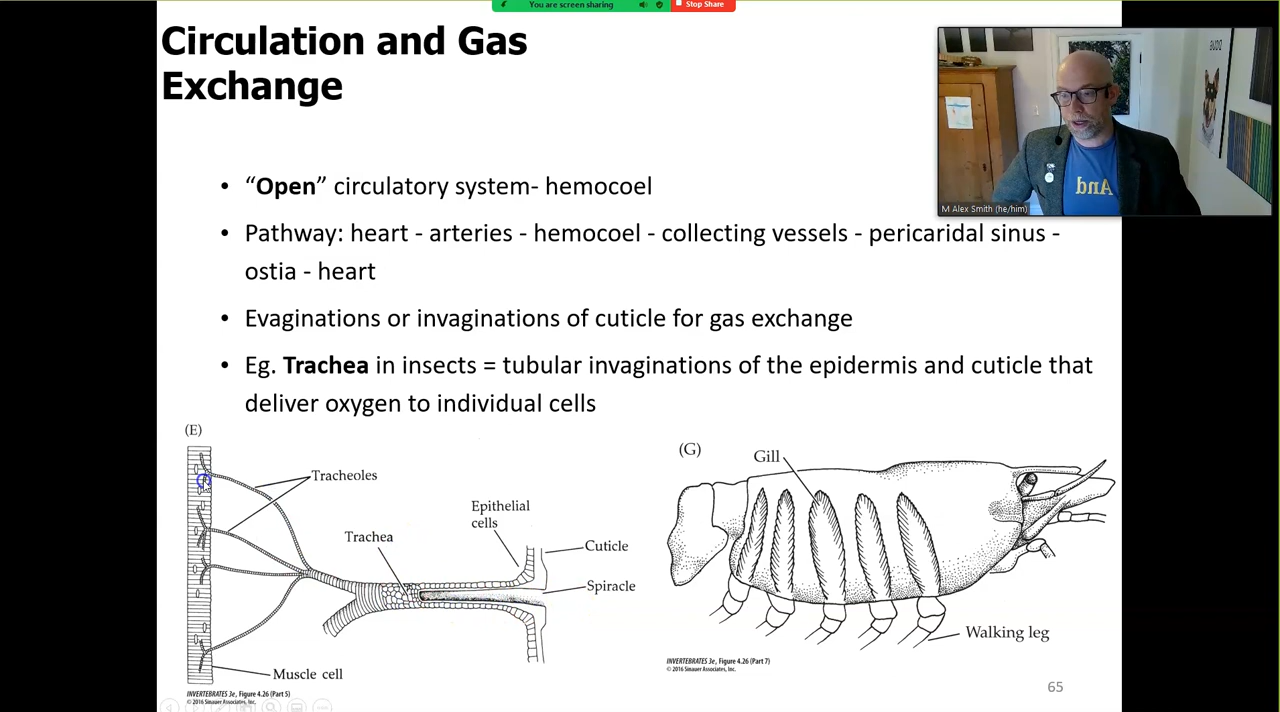 You are screen sharing
Stop Share
Circulation and Gas
Exchange
DUDE
And
M Alex Smith (he/him)
• "Open" circulatory system- hemocoel
• Pathway: heart - arteries - hemocoel - collecting vessels - pericaridal sinus -
ostia - heart
• Evaginations or invaginations of cuticle for gas exchange
• Eg. Trachea in insects = tubular invaginations of the epidermis and cuticle that
deliver oxygen to individual cells
(E)
Tracheoles
Epithelial
cells
Trachea
Cuticle
Spiracle
Muscle cell
INVERTEBRATES 3e, Figure 4.26 (Part 5)
© 2016 Sinauer Associates, Inc.
(G)
Gill
Walking leg
INVERTEBRATES 3e, Figure 4.26 (Part 7)
© 2016 Sinauer Associates, Inc.
65